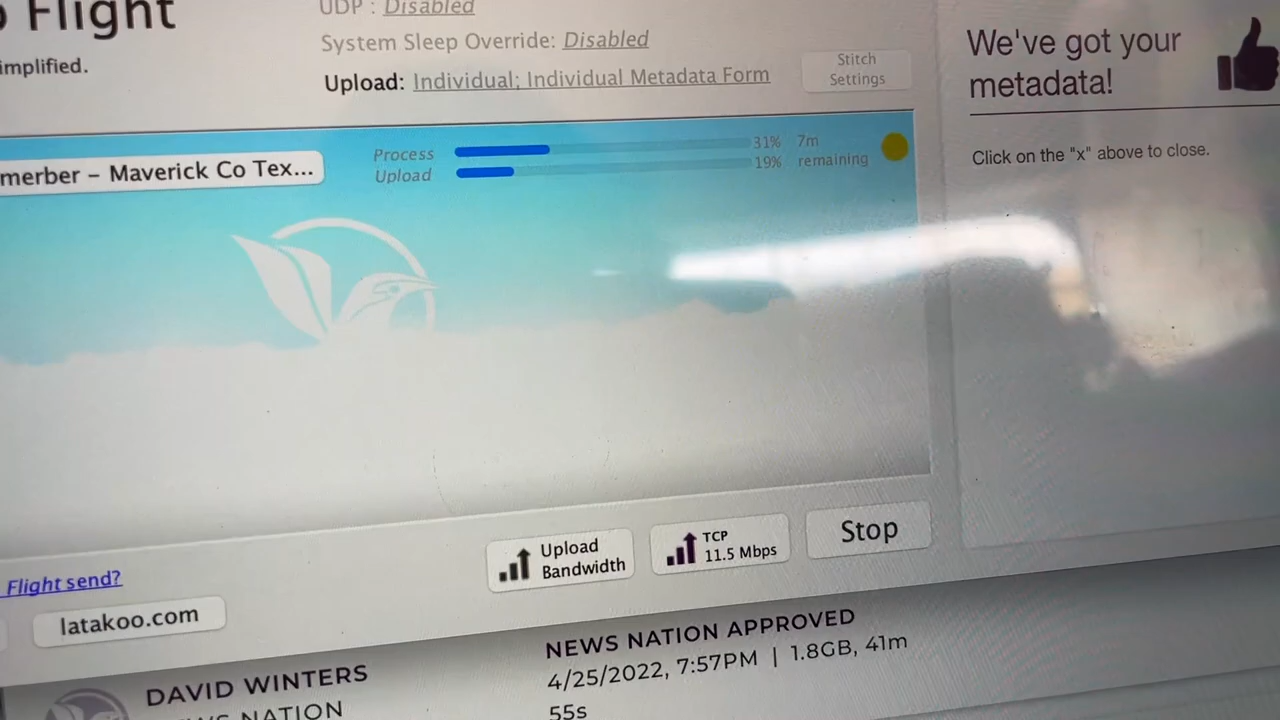 Flight
UDP : Disabled
implified.
System Sleep Override: Disabled
Upload: Individual; Individual Metadata Form
Stitch
Settings
We've got your
metadata!
Click on the "x" above to close.
merber – Maverick Co Tex...
Process
31%
7m
Upload
19%
remaining
Upload
Bandwidth
TCP
11.5 Mbps
Stop
Flight send?
latakoo.com
DAVID WINTERS
NEWS NATION
NEWS NATION APPROVED
4/25/2022, 7:57PM | 1.8GB, 41m
55s